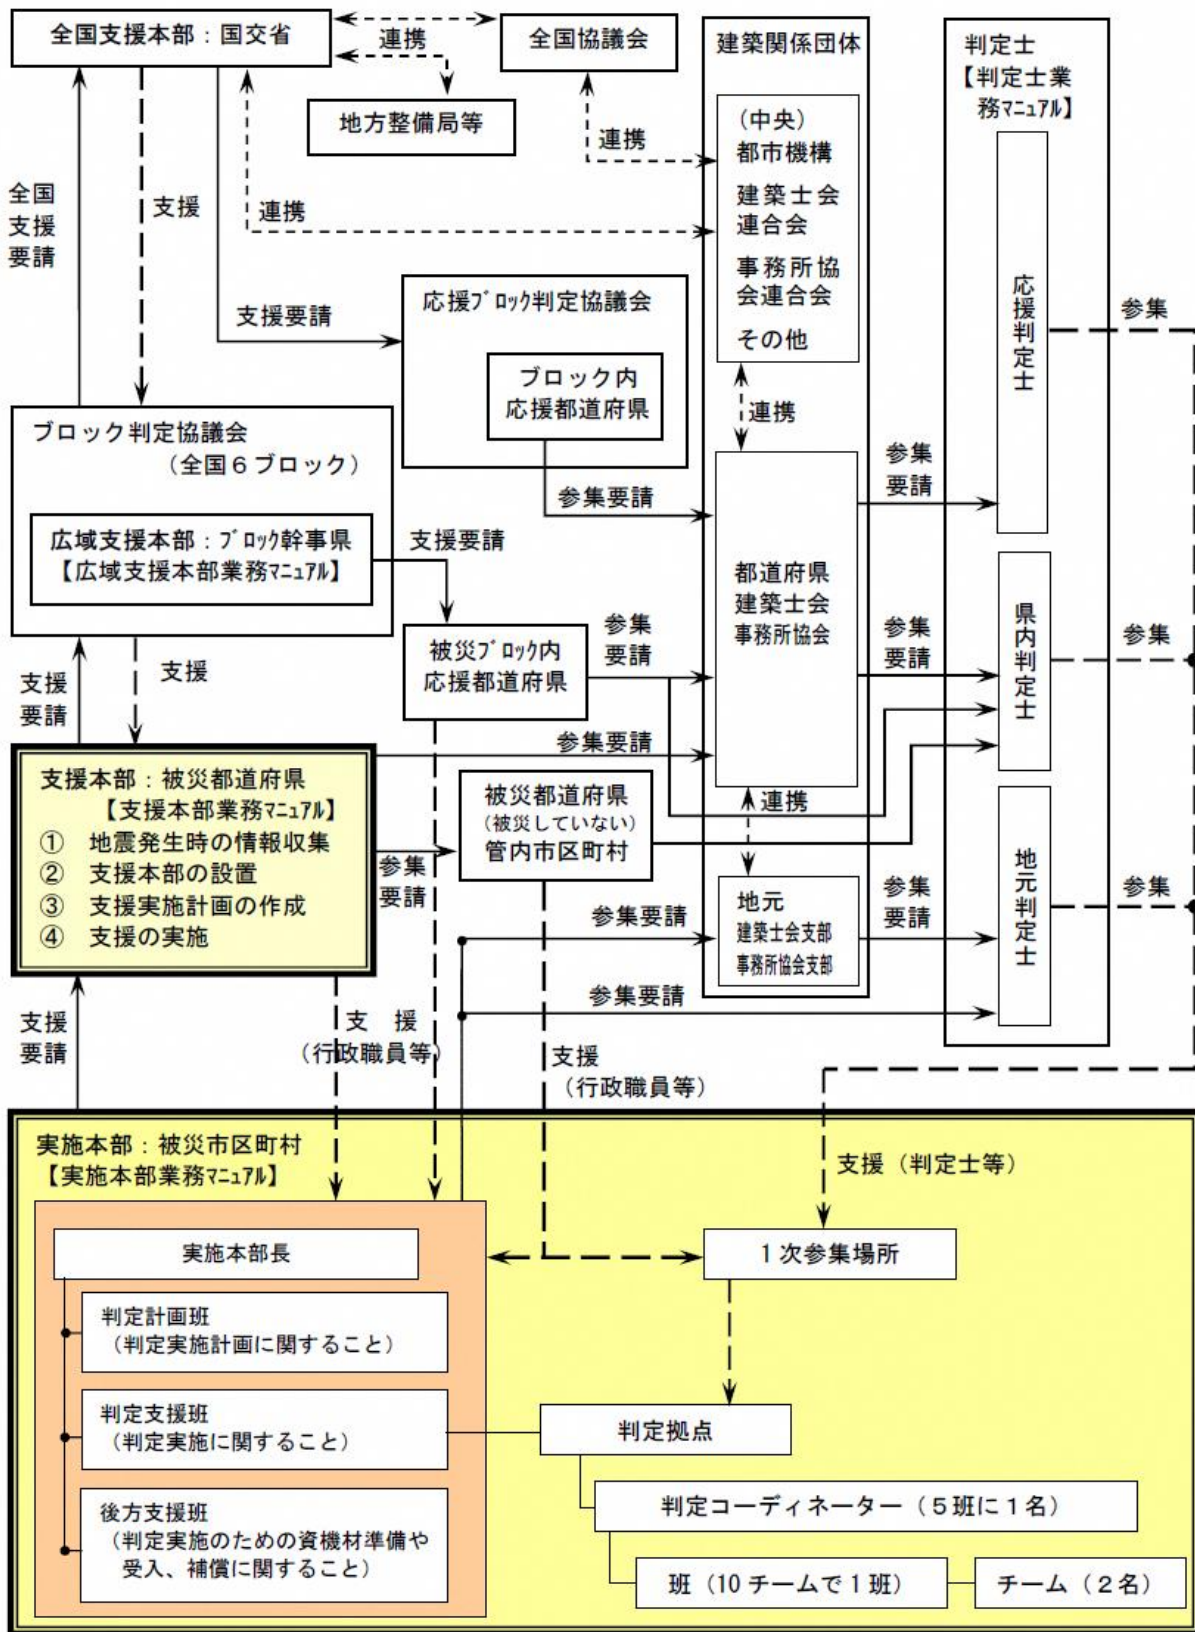 全国支援本部：国交省
連携
全国協議会
地方整備局等
連携
連携
全国
支援
要請
支援
支援要請
建築関係団体
（中央）
都市機構
建築士会
連合会
事務所協
会連合会
その他
連携
判定士
【判定士業
務ﾏﾆｭｱﾙ】
応援判定士
参集
応援ﾌﾞﾛｯｸ判定協議会
ブロック内
応援都道府県
参集要請
ブロック判定協議会
（全国６ブロック）
広域支援本部：ﾌﾞﾛｯｸ幹事県
【広域支援本部業務ﾏﾆｭｱﾙ】
支援要請
被災ﾌﾞﾛｯｸ内
応援都道府県
参集
要請
都道府県
建築士会
事務所協会
参集
要請
参集
要請
県内判定士
参集
支援
要請
支援
参集要請
支援本部：被災都道府県
【支援本部業務ﾏﾆｭｱﾙ】
① 地震発生時の情報収集
② 支援本部の設置
③ 支援実施計画の作成
④ 支援の実施
参集
要請
被災都道府県
（被災していない）
管内市区町村
連携
地元
建築士会支部
事務所協会支部
参集
要請
地元判定士
参集
参集要請
参集要請
支援
要請
支　援
（行政職員等）
支援
（行政職員等）
実施本部：被災市区町村
【実施本部業務ﾏﾆｭｱﾙ】
支援（判定士等）
実施本部長
１次参集場所
判定計画班
（判定実施計画に関すること）
判定支援班
（判定実施に関すること）
判定拠点
後方支援班
（判定実施のための資機材準備や
受入、補償に関すること）
判定コーディネーター（５班に１名）
班（10 チームで１班）
チーム（２名）